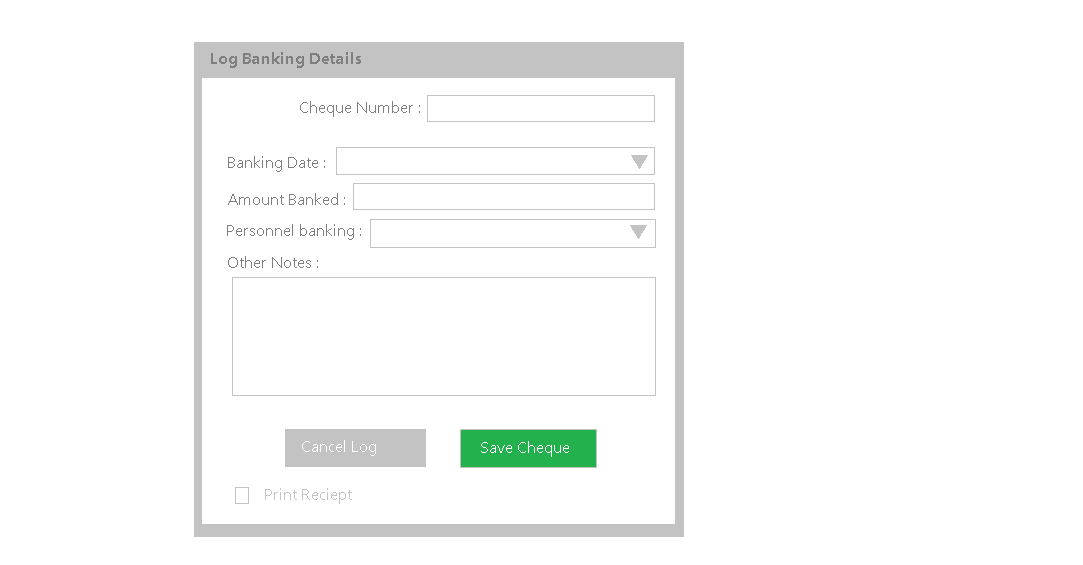 Log Banking Details
Cheque Number :
Banking Date :
Amount Banked :
Personnel banking :
Other Notes :
Cancel Log
Save Cheque
Print Reciept